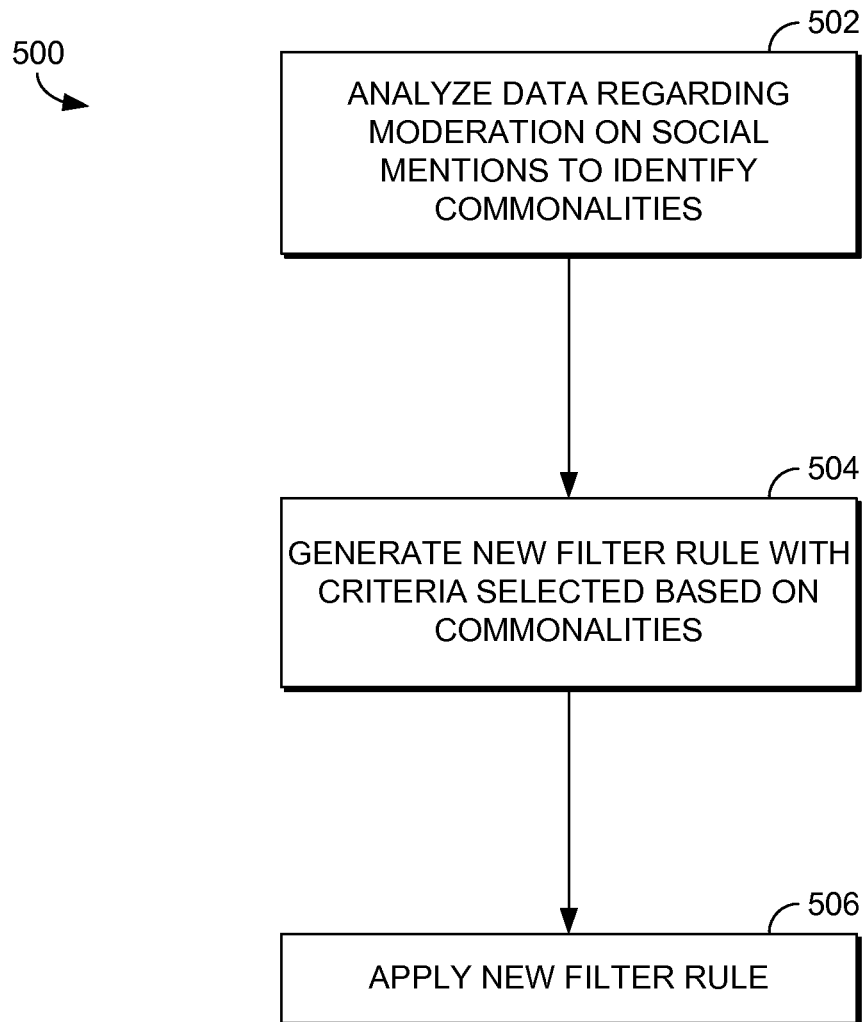 500
502
ANALYZE DATA REGARDING
MODERATION ON SOCIAL
MENTIONS TO IDENTIFY
COMMONALITIES
504
GENERATE NEW FILTER RULE WITH
CRITERIA SELECTED BASED ON
COMMONALITIES
506
APPLY NEW FILTER RULE